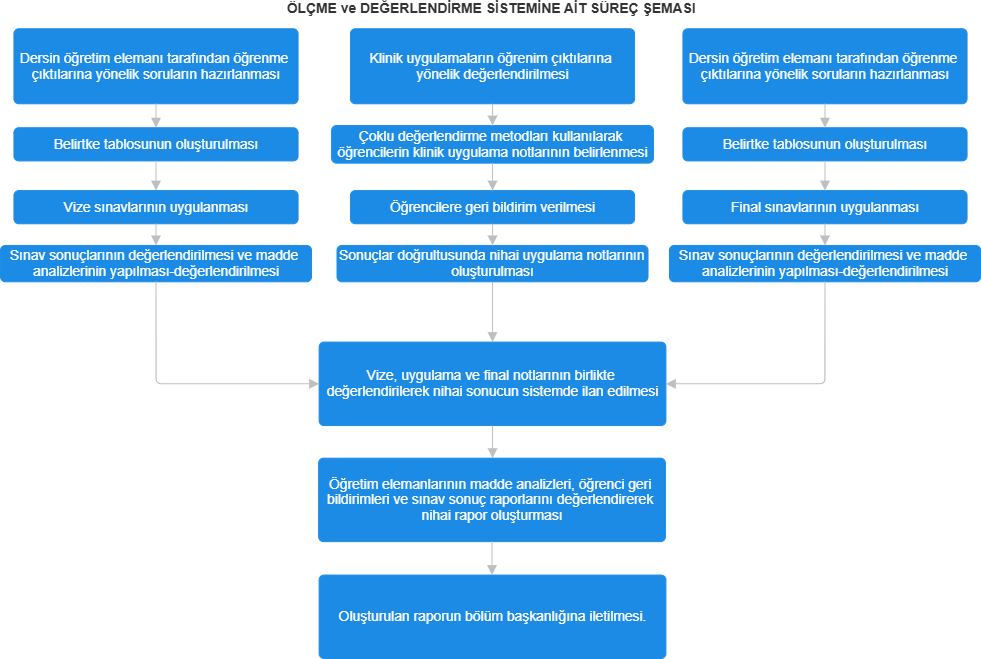 ÖLÇME ve DEĞERLENDİRME SİSTEMİNE AİT SÜREÇ ŞEMASI
Dersin öğretim elemanı tarafından öğrenme
çıktılarına yönelik soruların hazırlanması
Belirtke tablosunun oluşturulması
Vize sınavlarının uygulanması
Sınav sonuçlarının değerlendirilmesi ve madde
analizlerinin yapılması-değerlendirilmesi
Klinik uygulamaların öğrenim çıktılarına
yönelik değerlendirilmesi
Çoklu değerlendirme metodları kullanılarak
öğrencilerin klinik uygulama notlarının belirlenmesi
Öğrencilere geri bildirim verilmesi
Sonuçlar doğrultusunda nihai uygulama notlarının
oluşturulması
Dersin öğretim elemanı tarafından öğrenme
çıktılarına yönelik soruların hazırlanması
Belirtke tablosunun oluşturulması
Final sınavlarının uygulanması
Sınav sonuçlarının değerlendirilmesi ve madde
analizlerinin yapılması-değerlendirilmesi
Vize, uygulama ve final notlarının birlikte
değerlendirilerek nihai sonucun sistemde ilan edilmesi
Öğretim elemanlarının madde analizleri, öğrenci geri
bildirimleri ve sınav sonuç raporlarını değerlendirerek
nihai rapor oluşturması
Oluşturulan raporun bölüm başkanlığına iletilmesi.